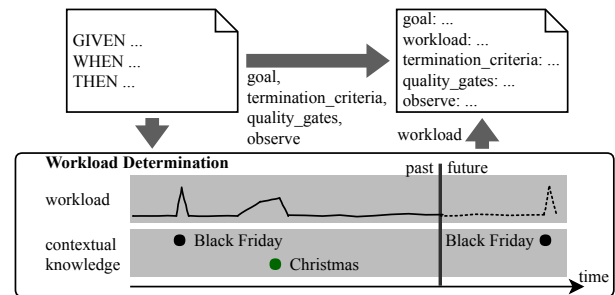 GIVEN ...
WHEN ...
THEN ...
goal,
termination_criteria,
quality_gates,
observe
goal: ...
workload: ...
termination_criteria: ...
quality_gates: ...
observe: ...
workload
Workload Determination
past
future
workload
contextual
knowledge
Black Friday
Christmas
Black Friday
time